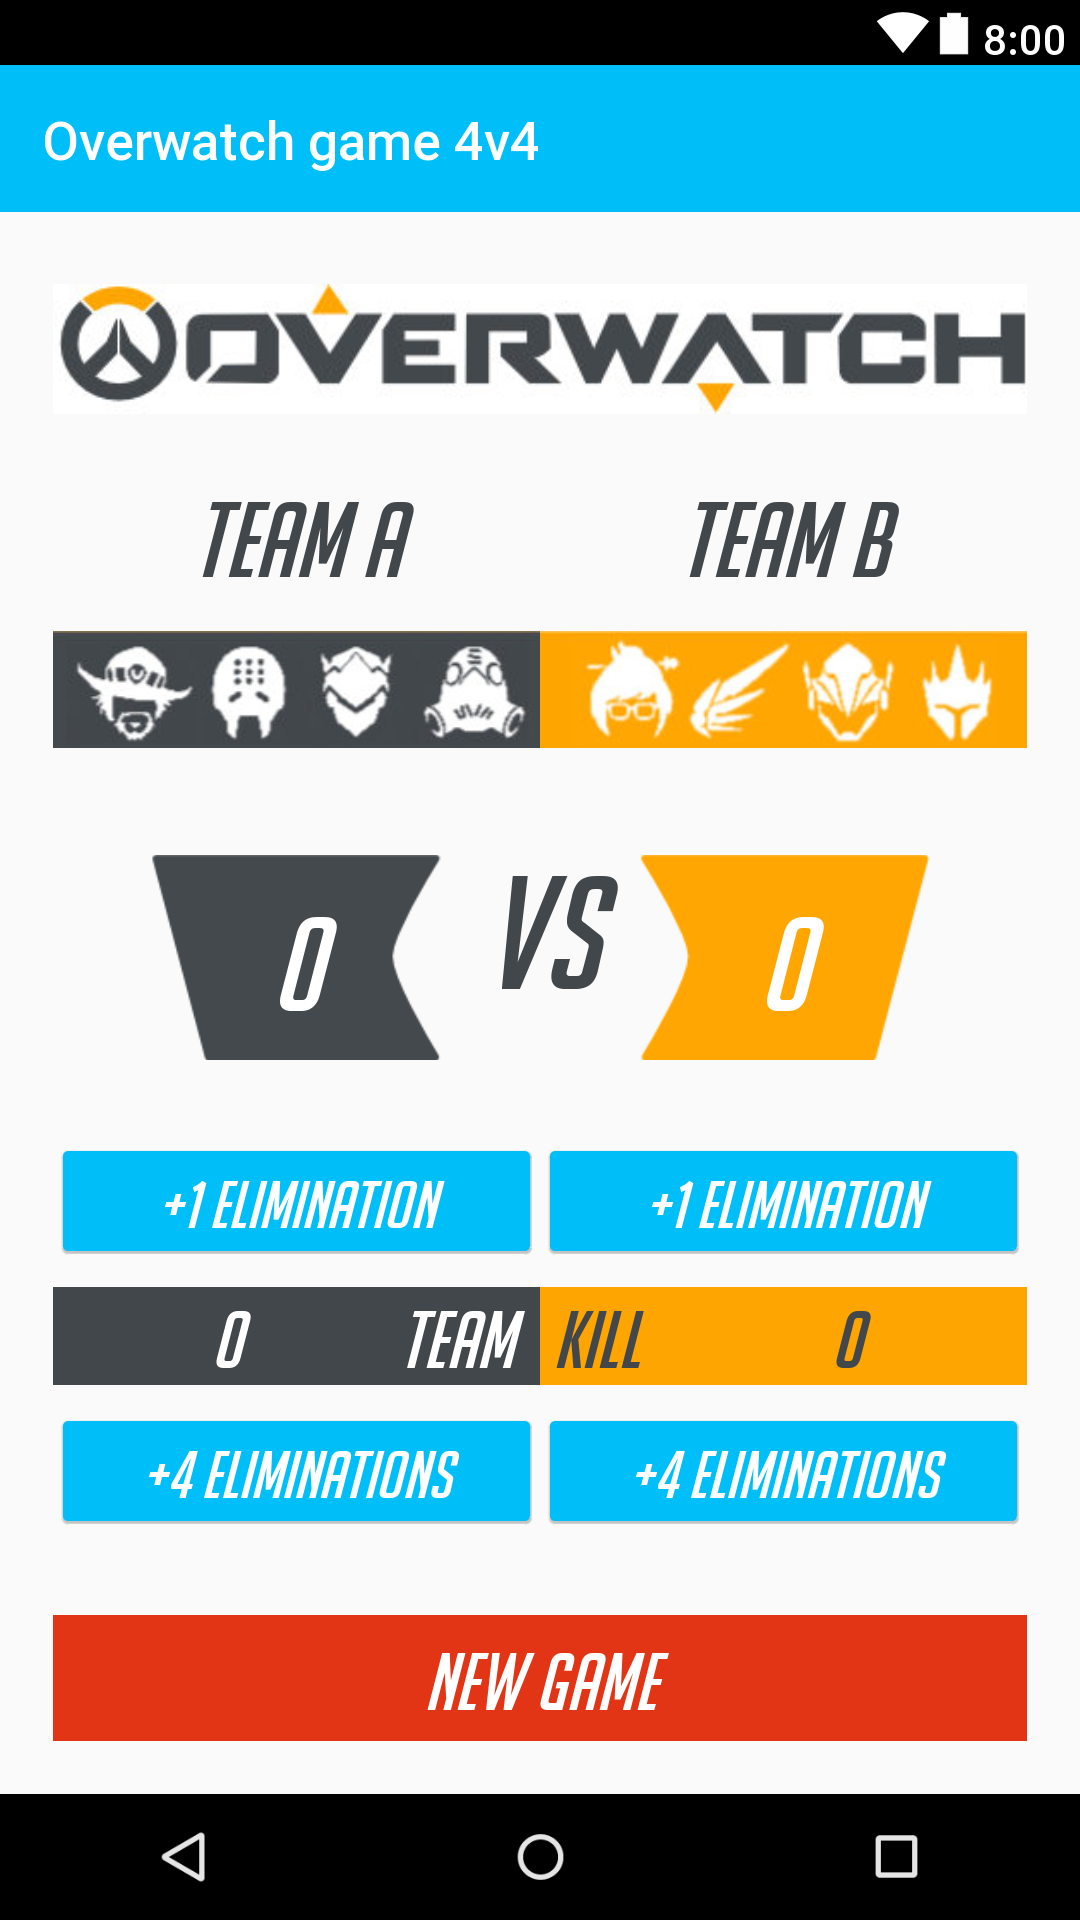 8:00
Overwatch game 4v4
OVERWATCH
TEAM A TEAM B
0 VS 0
+1 ELIMINATION +1 ELIMINATION
0 TEAM KILL 0
+4 ELIMINATIONS +4 ELIMINATIONS
NEW GAME